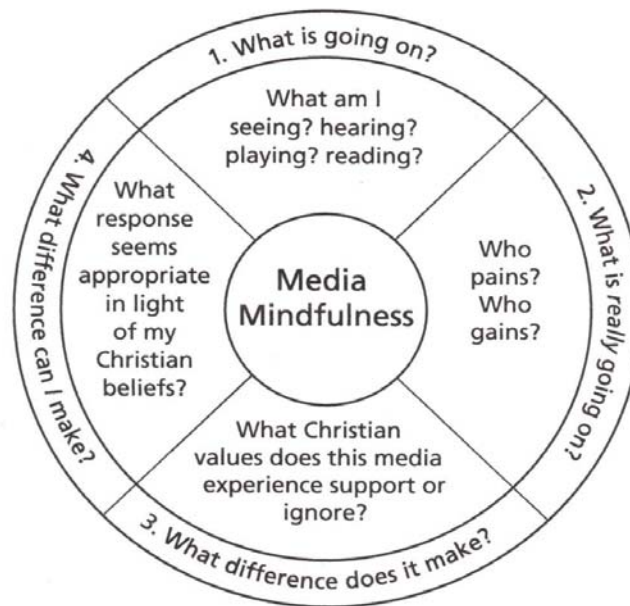 1. What is going on?
What am I
seeing? hearing?
playing? reading?
2. What is really going on?
Who
pains?
Who
gains?
3. What difference does it make?
What Christian
values does this media
experience support or
ignore?
4. What difference can I make?
What
response
seems
appropriate
in light
of my
Christian
beliefs?
Media
Mindfulness